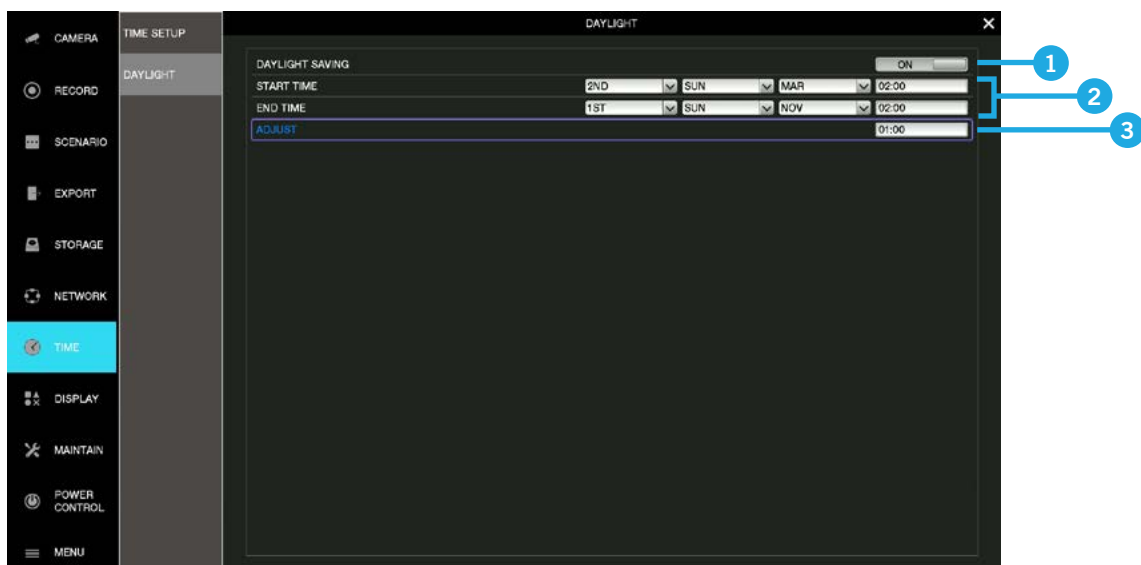 DAYLIGHT
CAMERA
RECORD
SCENARIO
EXPORT
STORAGE
NETWORK
TIME
DISPLAY
MAINTAIN
POWER
CONTROL
MENU
TIME SETUP
DAYLIGHT
DAYLIGHT SAVING ON
START TIME 2ND SUN MAR 02:00
END TIME 1ST SUN NOV 02:00
ADJUST 01:00
1
2
3